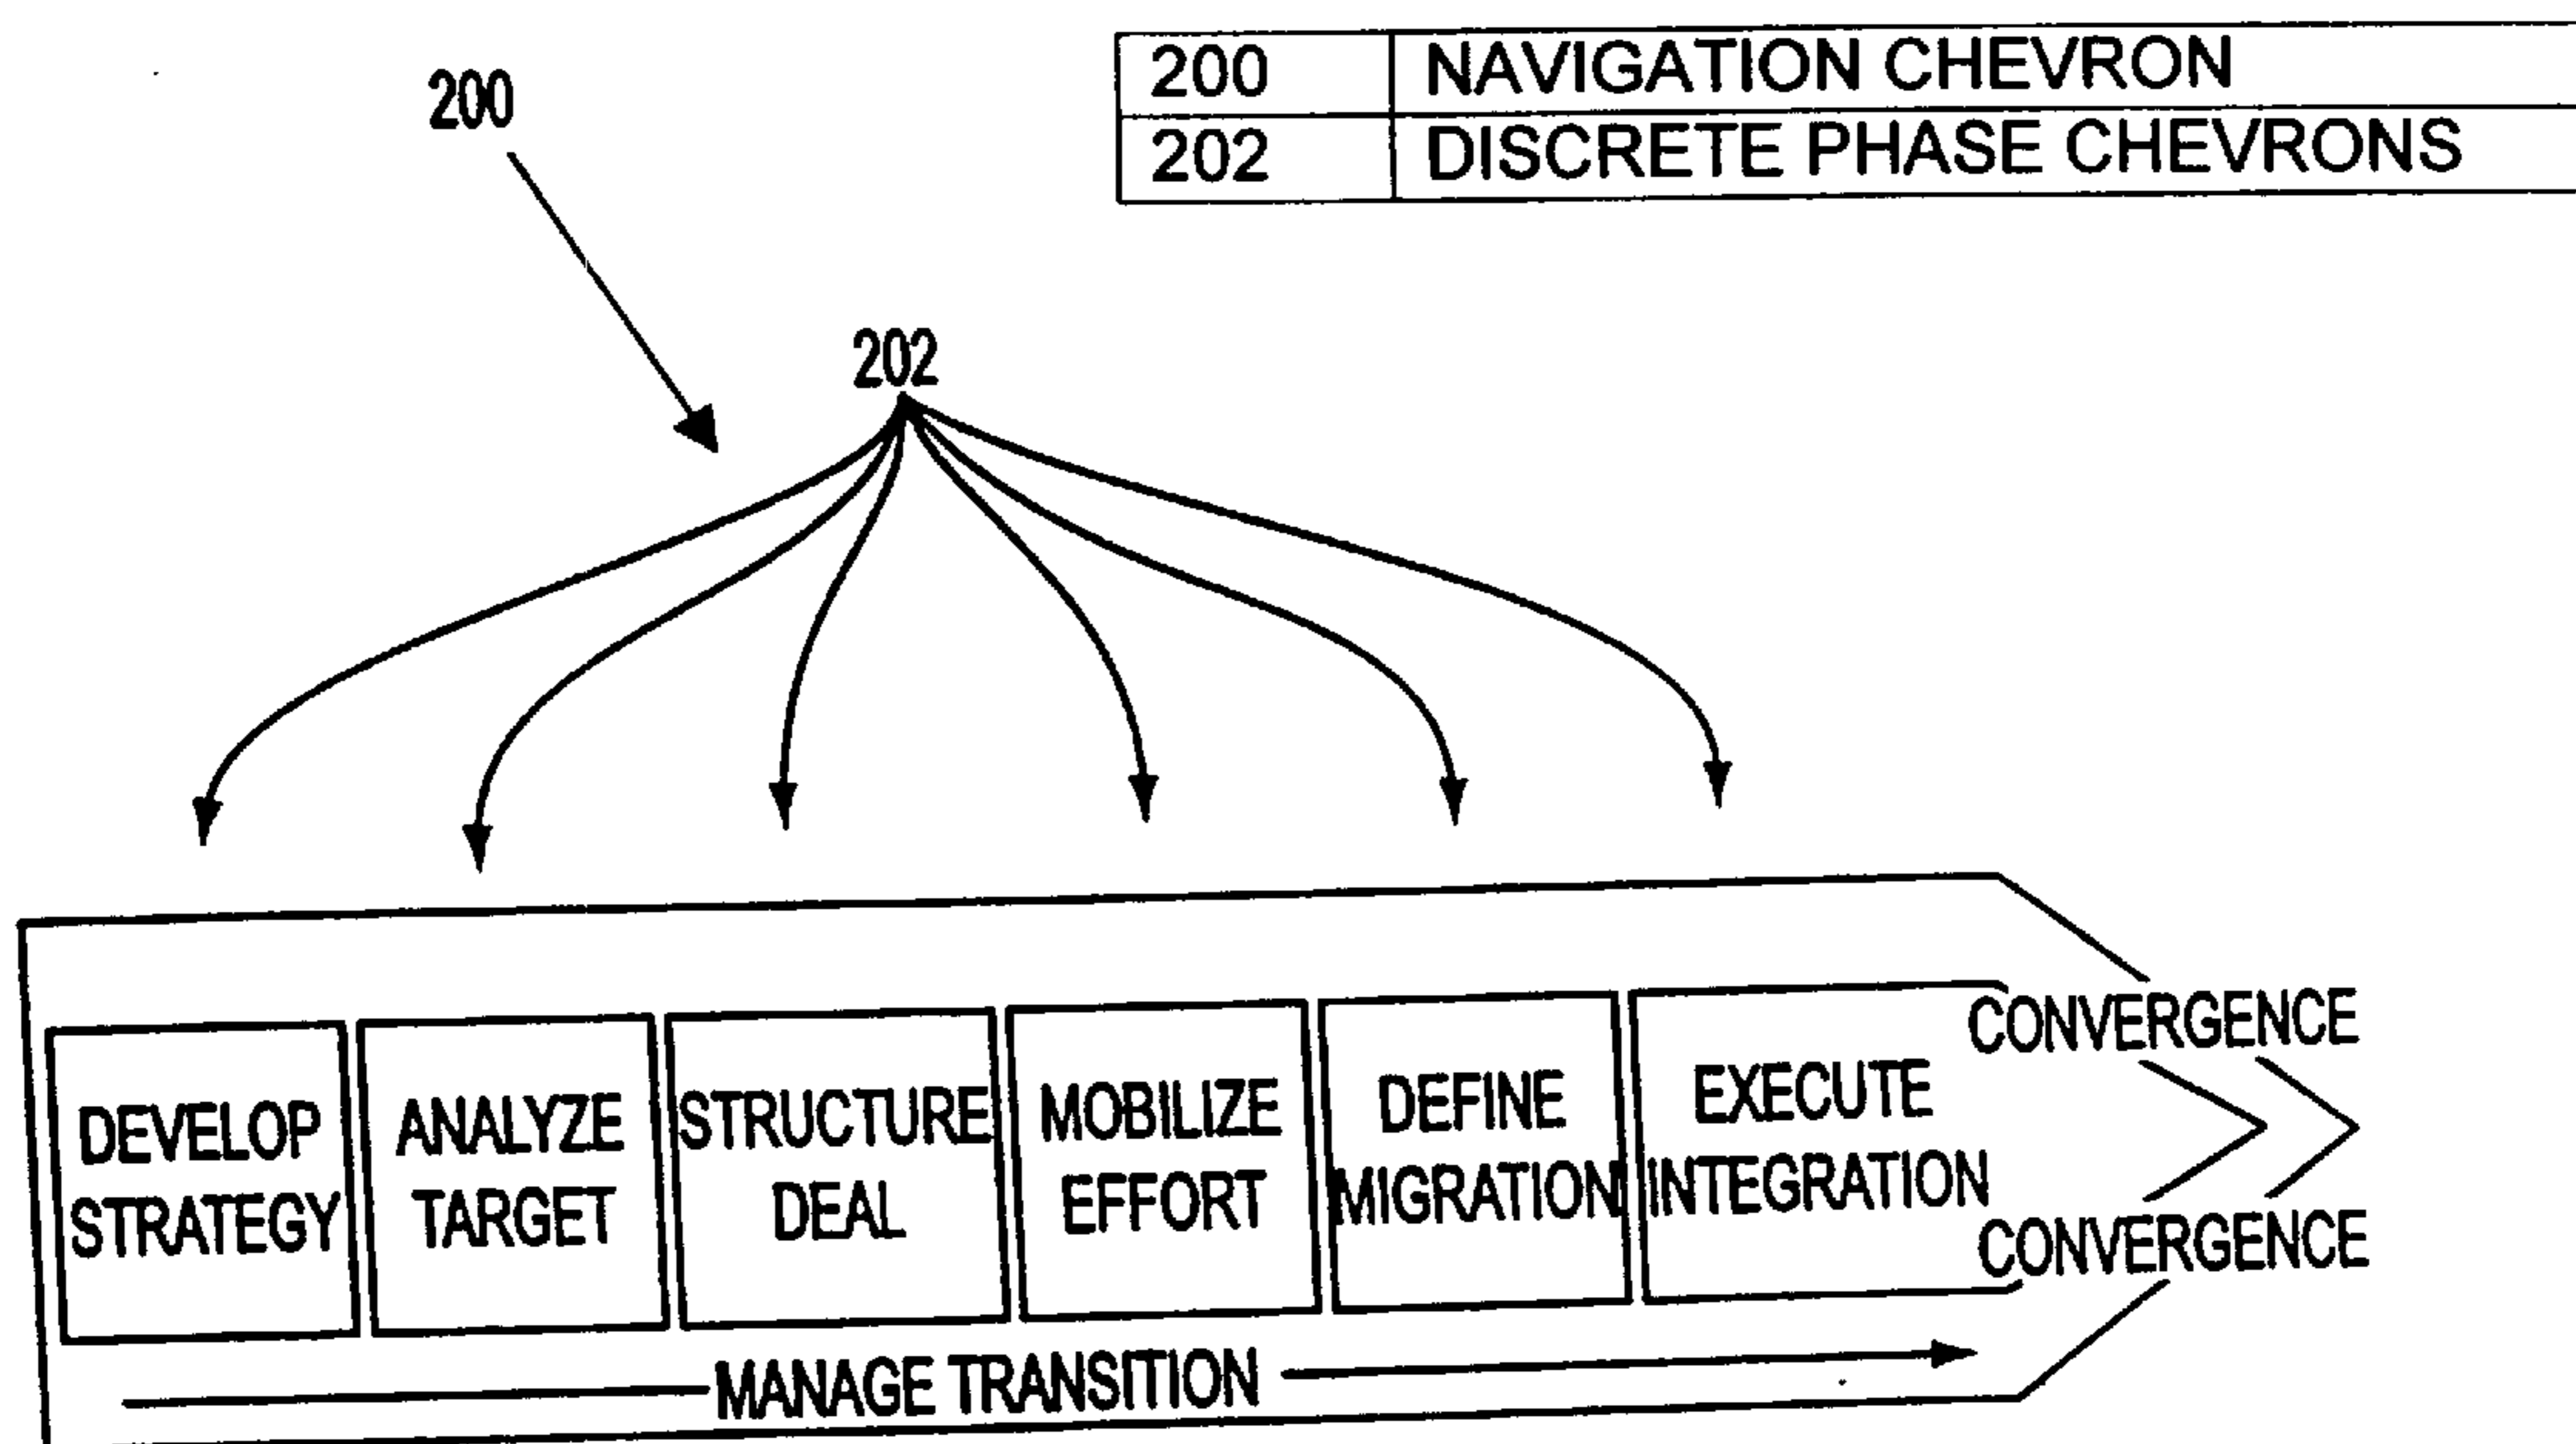 200 NAVIGATION CHEVRON
202 DISCRETE PHASE CHEVRONS
200
202
DEVELOP
STRATEGY
ANALYZE
TARGET
STRUCTURE
DEAL
MOBILIZE
EFFORT
DEFINE
MIGRATION
EXECUTE
INTEGRATION
CONVERGENCE
CONVERGENCE
MANAGE TRANSITION